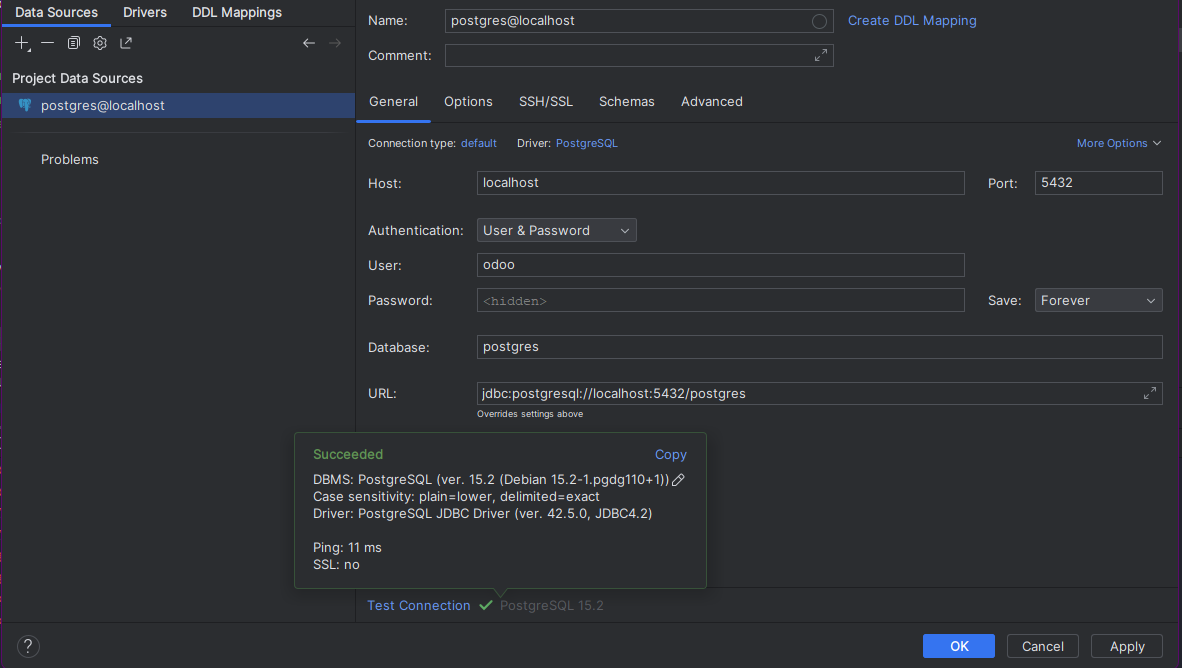 Data Sources Drivers DDL Mappings
Project Data Sources
postgres@localhost
Problems
Name: postgres@localhost Create DDL Mapping
Comment:
General Options SSH/SSL Schemas Advanced
Connection type: default Driver: PostgreSQL More Options
Host: localhost Port: 5432
Authentication: User & Password
User: odoo
Password: <hidden> Save: Forever
Database: postgres
URL: jdbc:postgresql://localhost:5432/postgres
Overrides settings above
Succeeded Copy
DBMS: PostgreSQL (ver. 15.2 (Debian 15.2-1.pgdg110+1))
Case sensitivity: plain=lower, delimited=exact
Driver: PostgreSQL JDBC Driver (ver. 42.5.0, JDBC4.2)
Ping: 11 ms
SSL: no
Test Connection PostgreSQL 15.2
? OK Cancel Apply